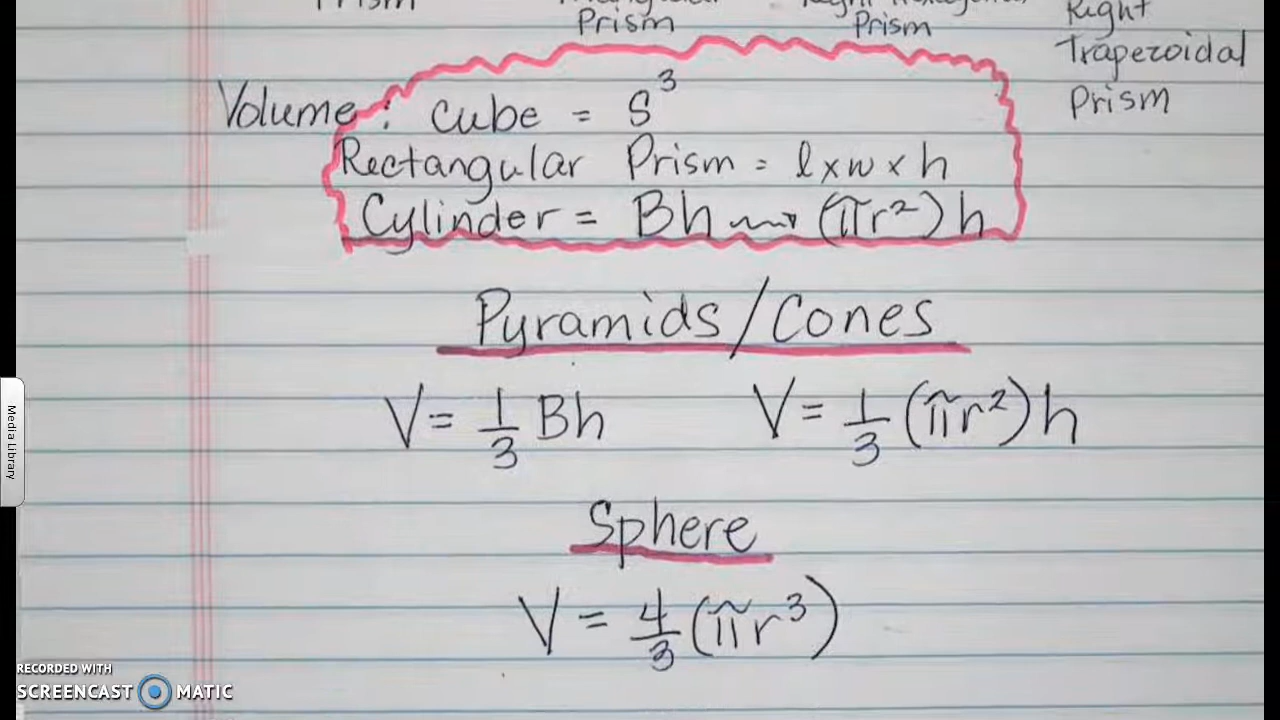 Prism
Prism
Prism
Right
Trapezoidal
Prism
Volume: Cube = S³
Rectangular Prism = l x w x h
Cylinder = Bh ⇝ (πr²)h
Pyramids/Cones
V = 1/3 Bh V = 1/3 (πr²)h
Sphere
V = 4/3 (πr³)
Media Library
RECORDED WITH
SCREENCAST MATIC